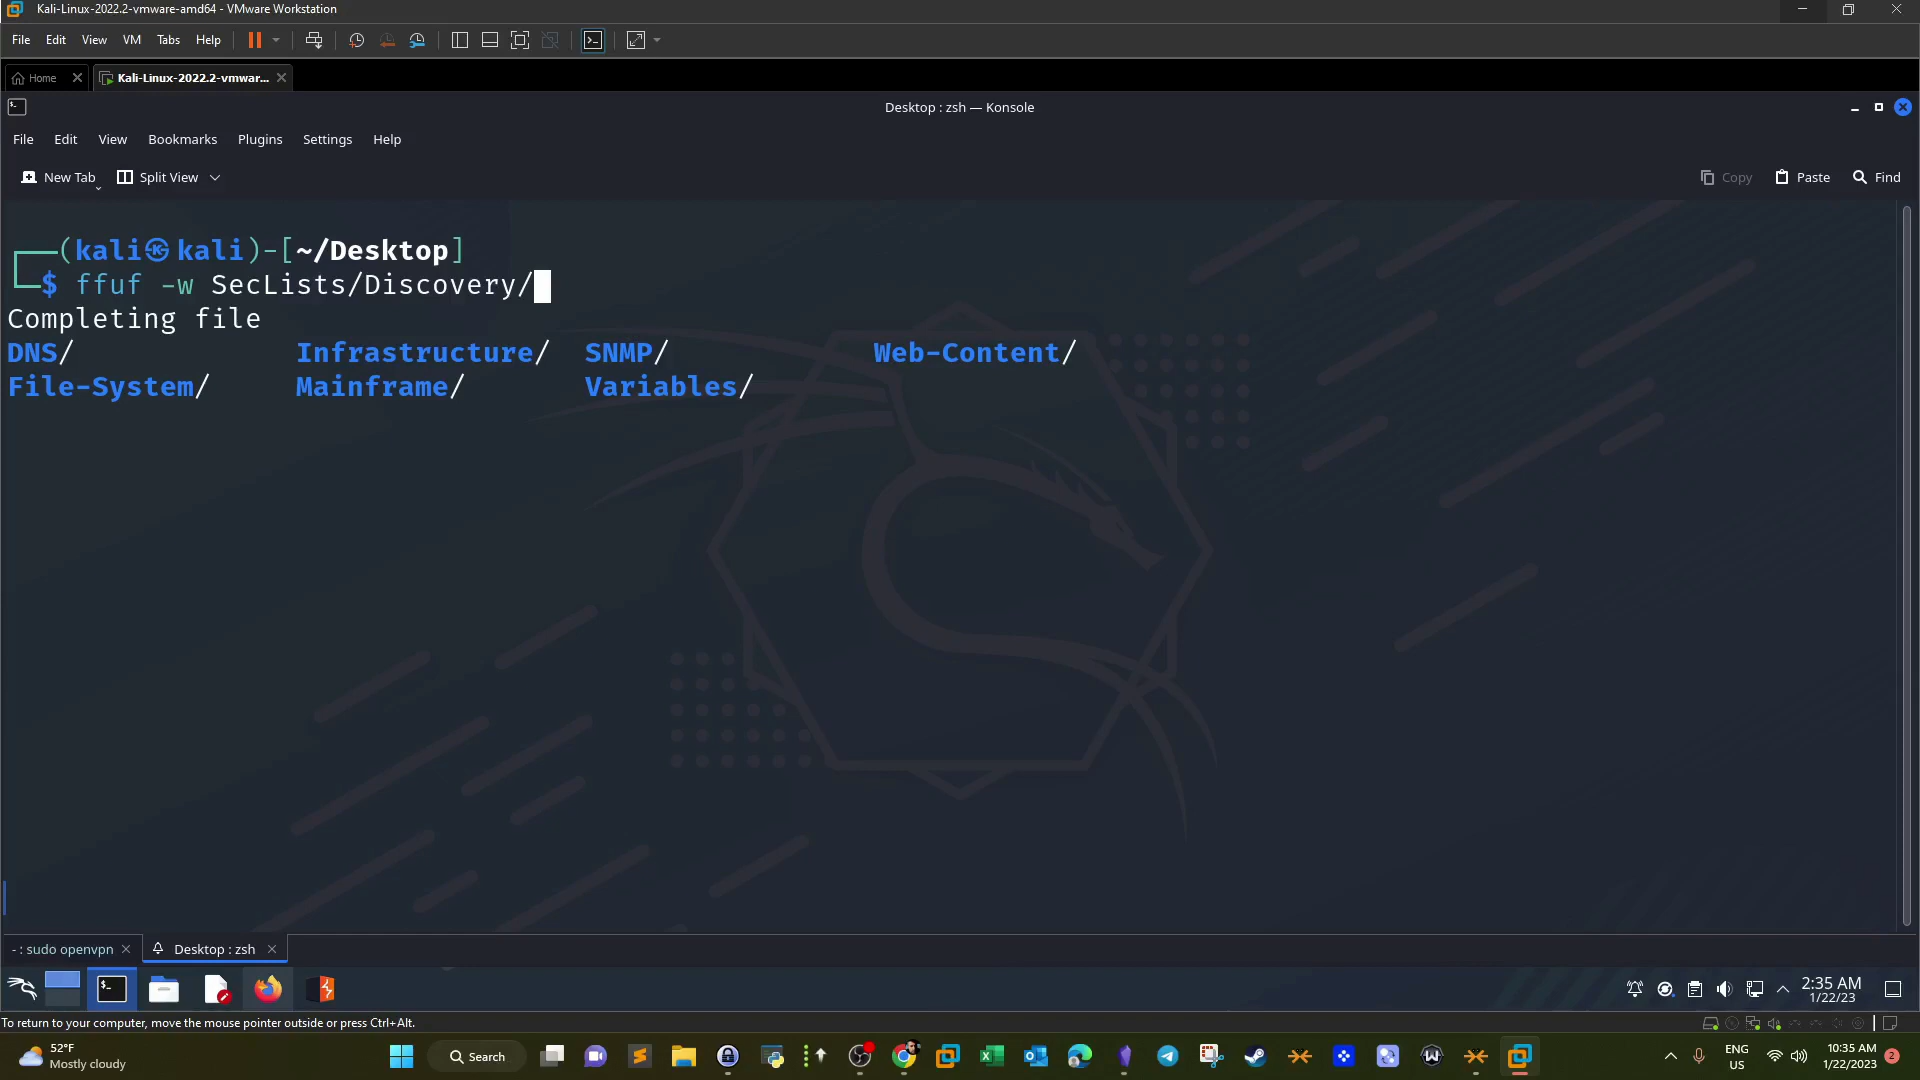 Kali-Linux-2022.2-vmware-amd64 - VMware Workstation
File Edit View VM Tabs Help
Home Kali-Linux-2022.2-vmwar...
Desktop : zsh — Konsole
File Edit View Bookmarks Plugins Settings Help
New Tab Split View Copy Paste Find
(kali㉿kali)-[~/Desktop]
$ ffuf -w SecLists/Discovery/
Completing file
DNS/ Infrastructure/ SNMP/ Web-Content/
File-System/ Mainframe/ Variables/
- : sudo openvpn Desktop : zsh
2:35 AM
1/22/23
To return to your computer, move the mouse pointer outside or press Ctrl+Alt.
52°F
Mostly cloudy
Search
ENG
US
10:35 AM
1/22/2023
2